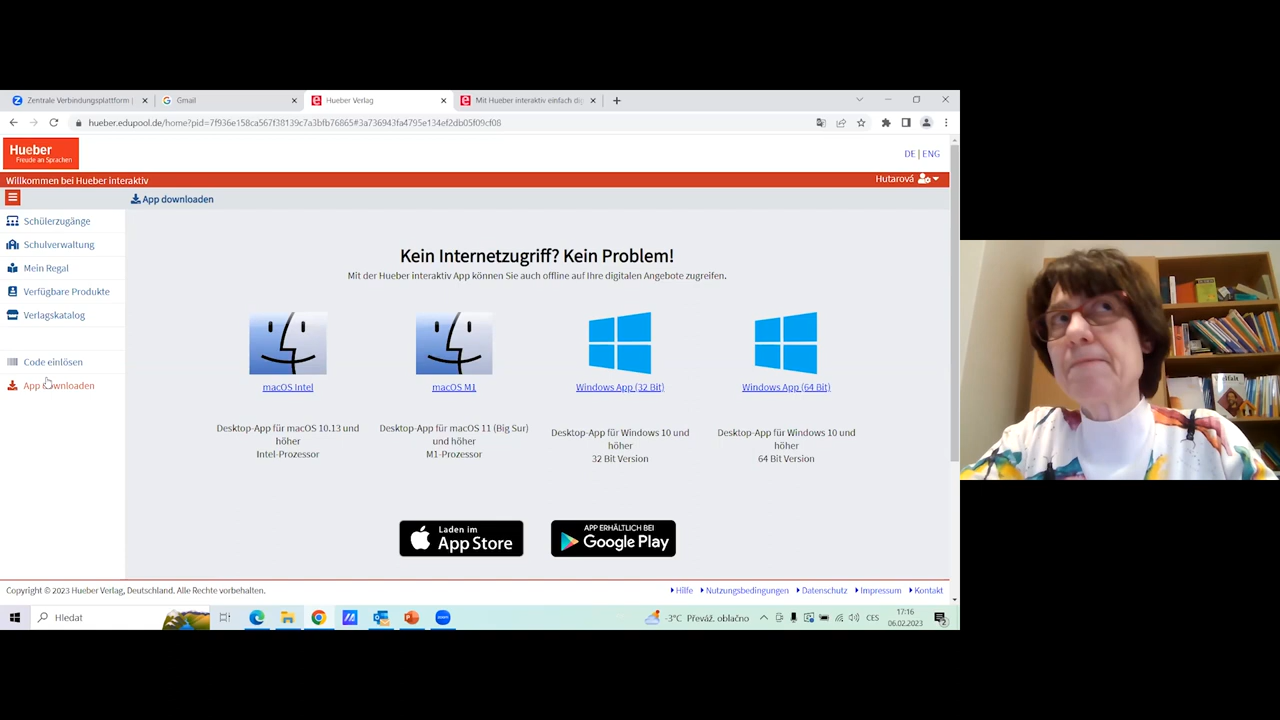 Zentrale Verbindungsplattform |
Gmail
Hueber Verlag
Mit Hueber interaktiv einfach dig
hueber.edupool.de/home?pid=7f936e158ca567f38139c7a3bfb76865#3a736943fa4795e134ef2db05f09cf08
Hueber
Freude an Sprachen
DE | ENG
Willkommen bei Hueber interaktiv
Hutarová
App downloaden
Schülerzugänge
Schulverwaltung
Mein Regal
Verfügbare Produkte
Verlagskatalog
Code einlösen
App downloaden
Kein Internetzugriff? Kein Problem!
Mit der Hueber interaktiv App können Sie auch offline auf Ihre digitalen Angebote zugreifen.
macOS Intel
Desktop-App für macOS 10.13 und
höher
Intel-Prozessor
macOS M1
Desktop-App für macOS 11 (Big Sur)
und höher
M1-Prozessor
Windows App (32 Bit)
Desktop-App für Windows 10 und
höher
32 Bit Version
Windows App (64 Bit)
Desktop-App für Windows 10 und
höher
64 Bit Version
Laden im
App Store
APP ERHÄLTLICH BEI
Google Play
Copyright © 2023 Hueber Verlag, Deutschland. Alle Rechte vorbehalten.
Hilfe
Nutzungsbedingungen
Datenschutz
Impressum
Kontakt
Hledat
-3°C Převáž. oblačno
CES
17:16
06.02.2023
2
zoom